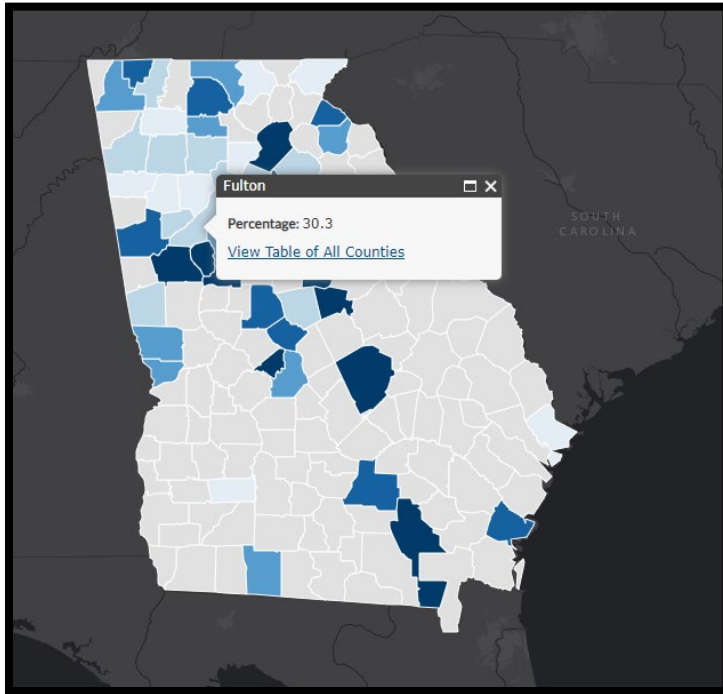 Fulton
Percentage: 30.3
View Table of All Counties
SOUTH
CAROLINA